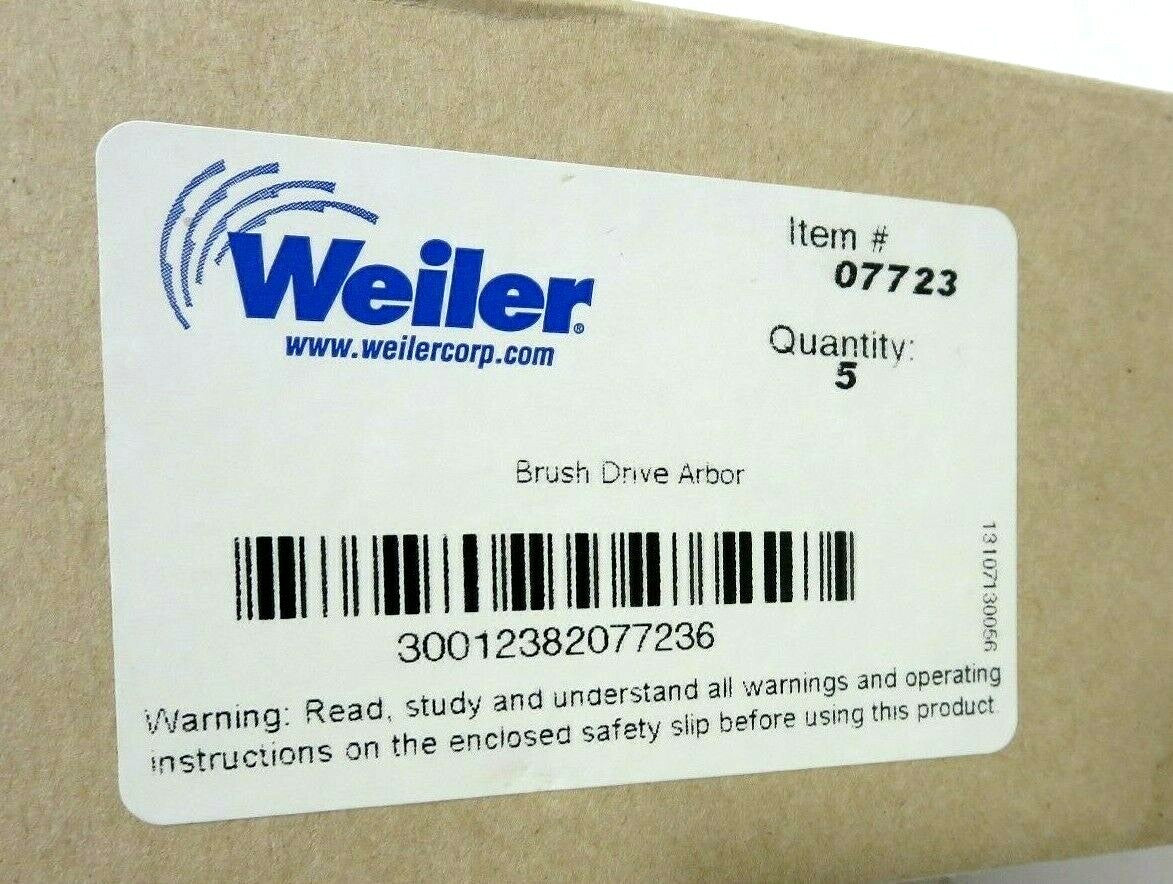 Weiler®
www.weilercorp.com
Item #
07723
Quantity:
5
Brush Drive Arbor
30012382077236
13107130056
Warning: Read, study and understand all warnings and operating
instructions on the enclosed safety slip before using this product.